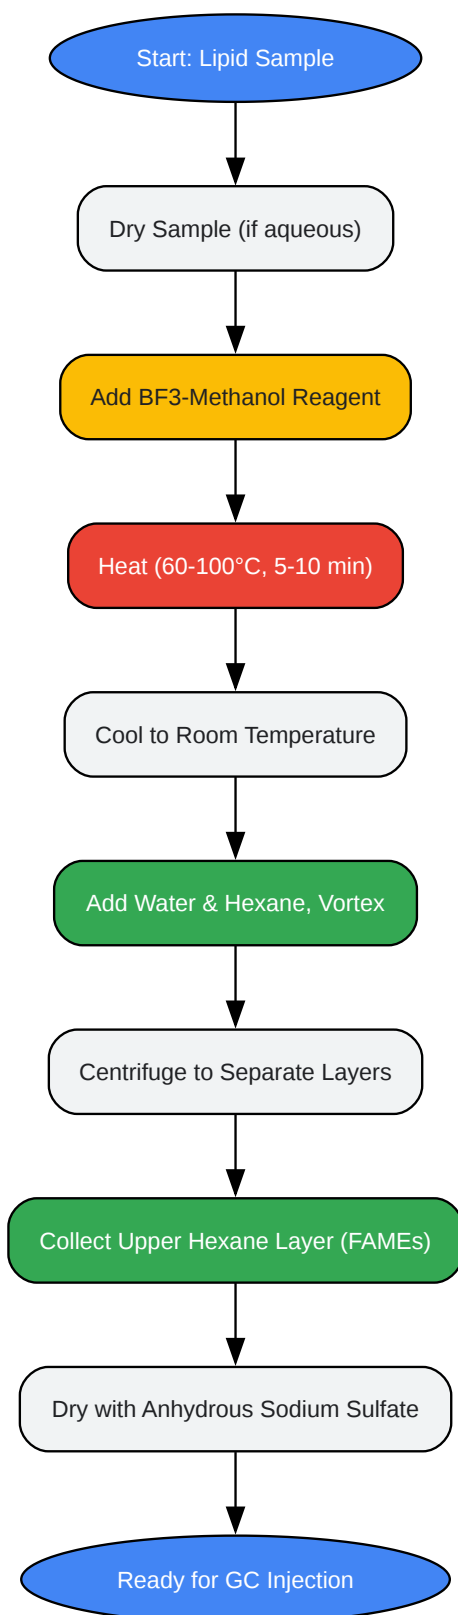 Start: Lipid Sample
Dry Sample (if aqueous)
Add BF3-Methanol Reagent
Heat (60-100°C, 5-10 min)
Cool to Room Temperature
Add Water & Hexane, Vortex
Centrifuge to Separate Layers
Collect Upper Hexane Layer (FAMEs)
Dry with Anhydrous Sodium Sulfate
Ready for GC Injection